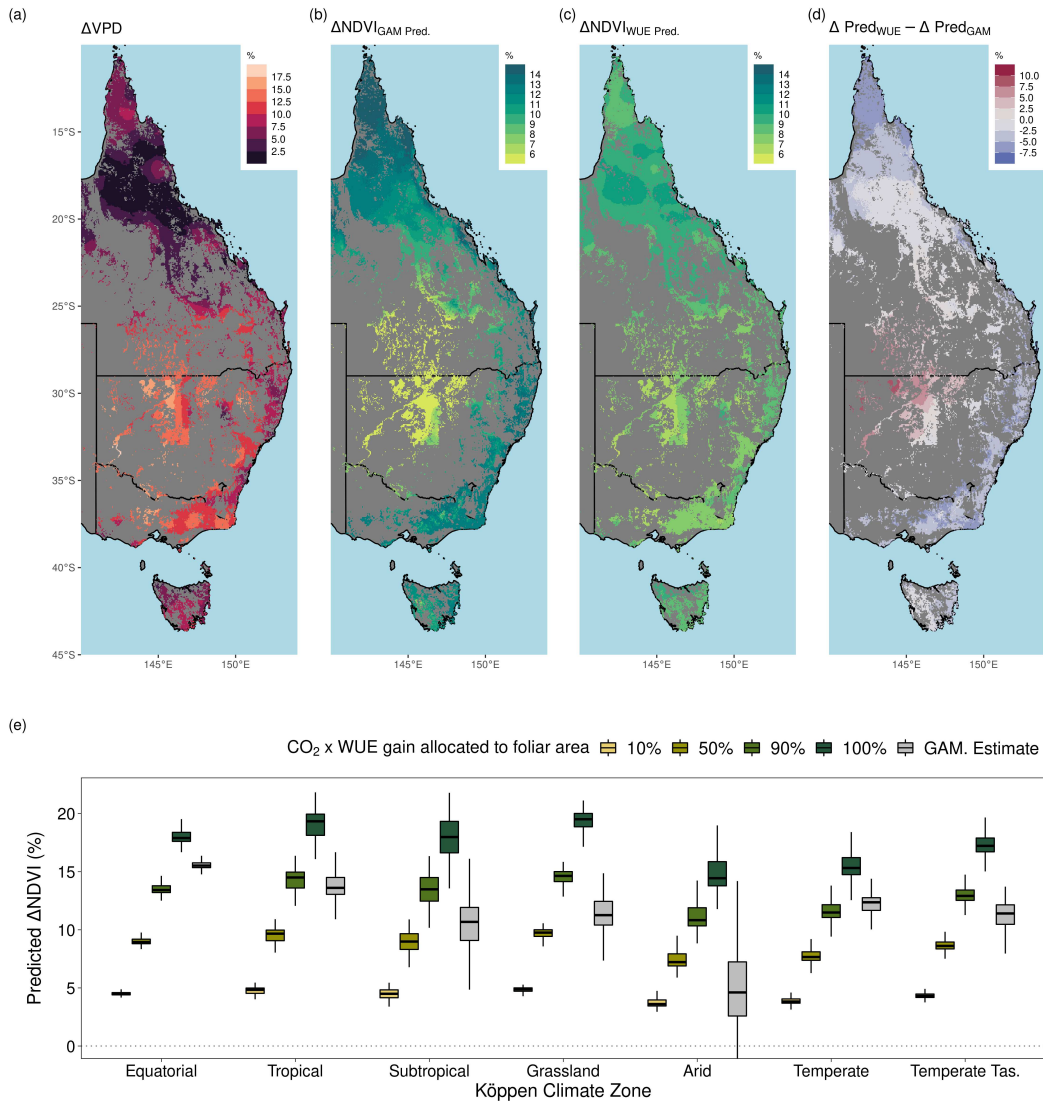 (a)
(b)
(c)
(d)
ΔVPD
ΔNDVI GAM Pred.
ΔNDVI WUE Pred.
Δ Pred WUE − Δ Pred GAM
%
17.5
15.0
12.5
10.0
7.5
5.0
2.5
%
14
13
12
11
10
9
8
7
6
%
14
13
12
11
10
9
8
7
6
%
10.0
7.5
5.0
2.5
0.0
-2.5
-5.0
-7.5
15°S
20°S
25°S
30°S
35°S
40°S
45°S
145°E 150°E
145°E 150°E
145°E 150°E
145°E 150°E
(e)
CO₂ x WUE gain allocated to foliar area 10% 50% 90% 100% GAM. Estimate
Predicted ΔNDVI (%)
20
15
10
5
0
Equatorial Tropical Subtropical Grassland Arid Temperate Temperate Tas.
Köppen Climate Zone